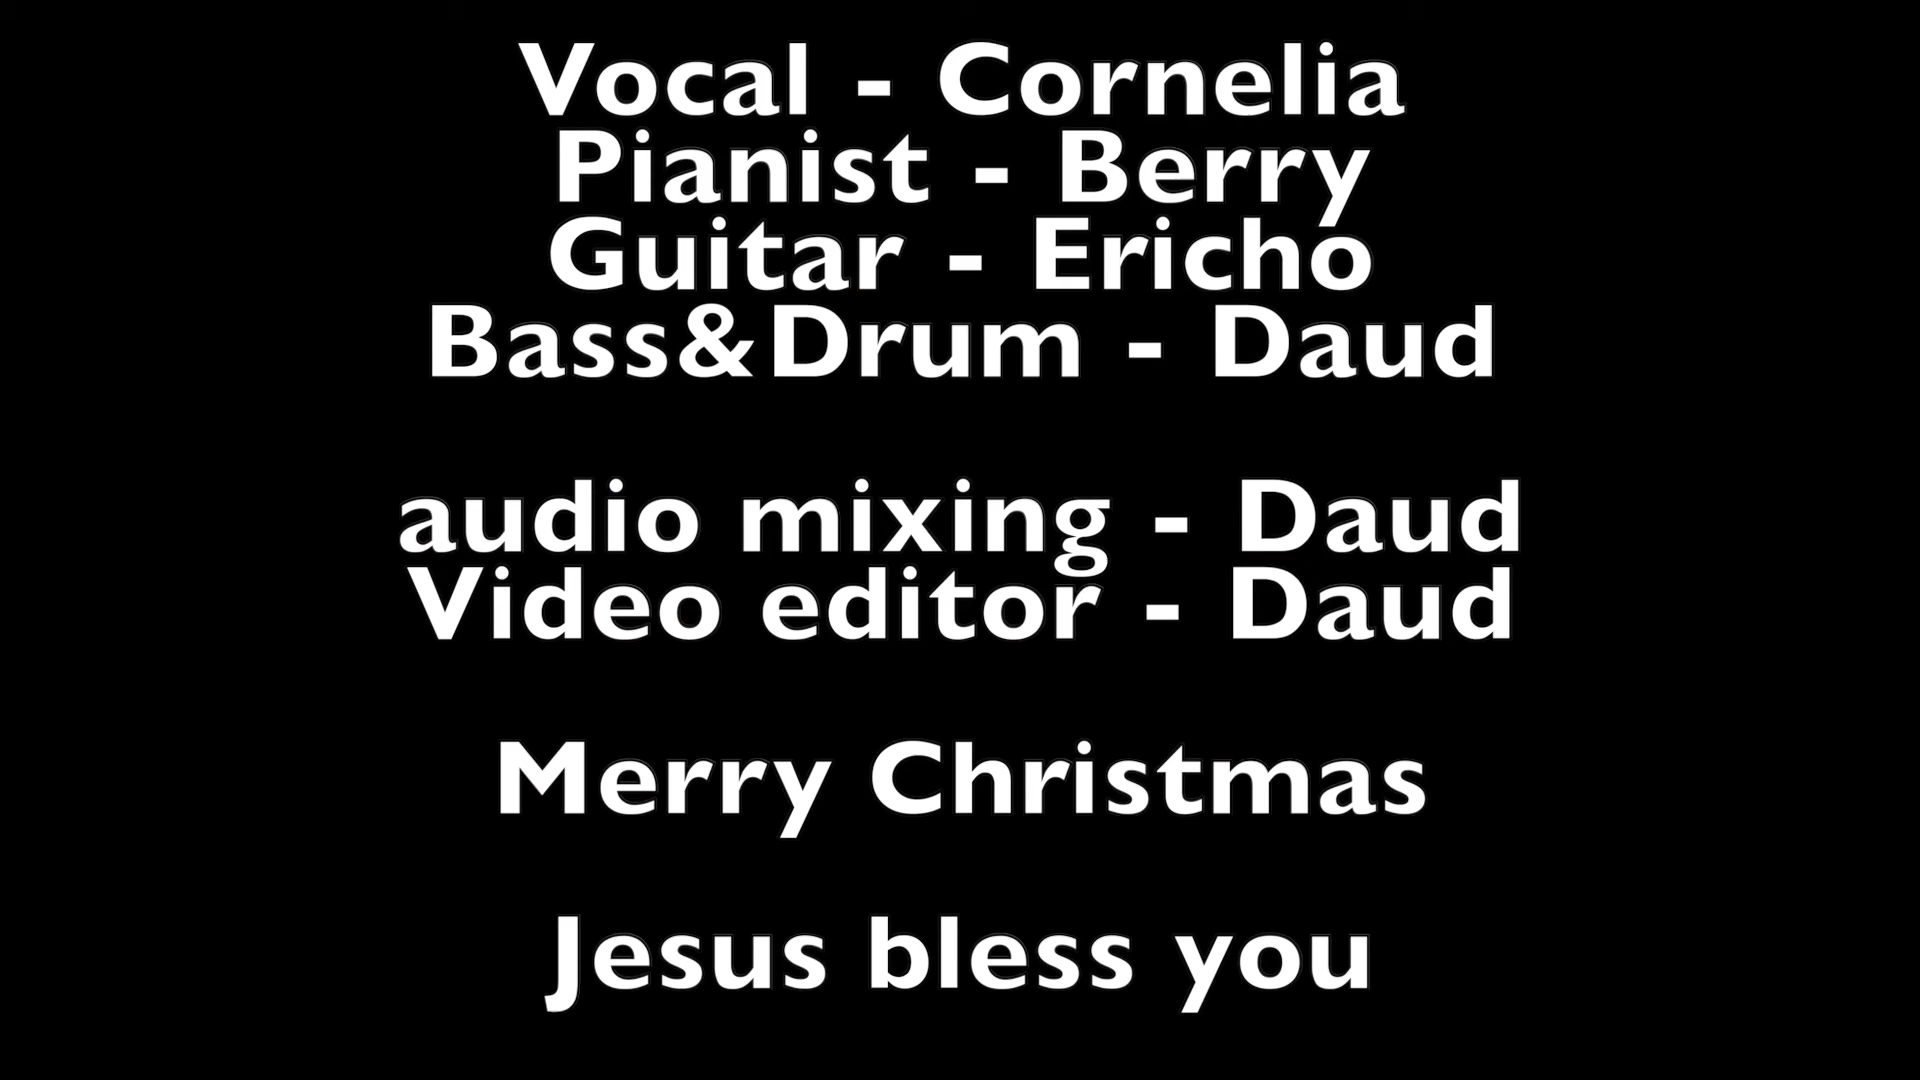 Vocal - Cornelia
Pianist - Berry
Guitar - Ericho
Bass&Drum - Daud
audio mixing - Daud
Video editor - Daud
Merry Christmas
Jesus bless you